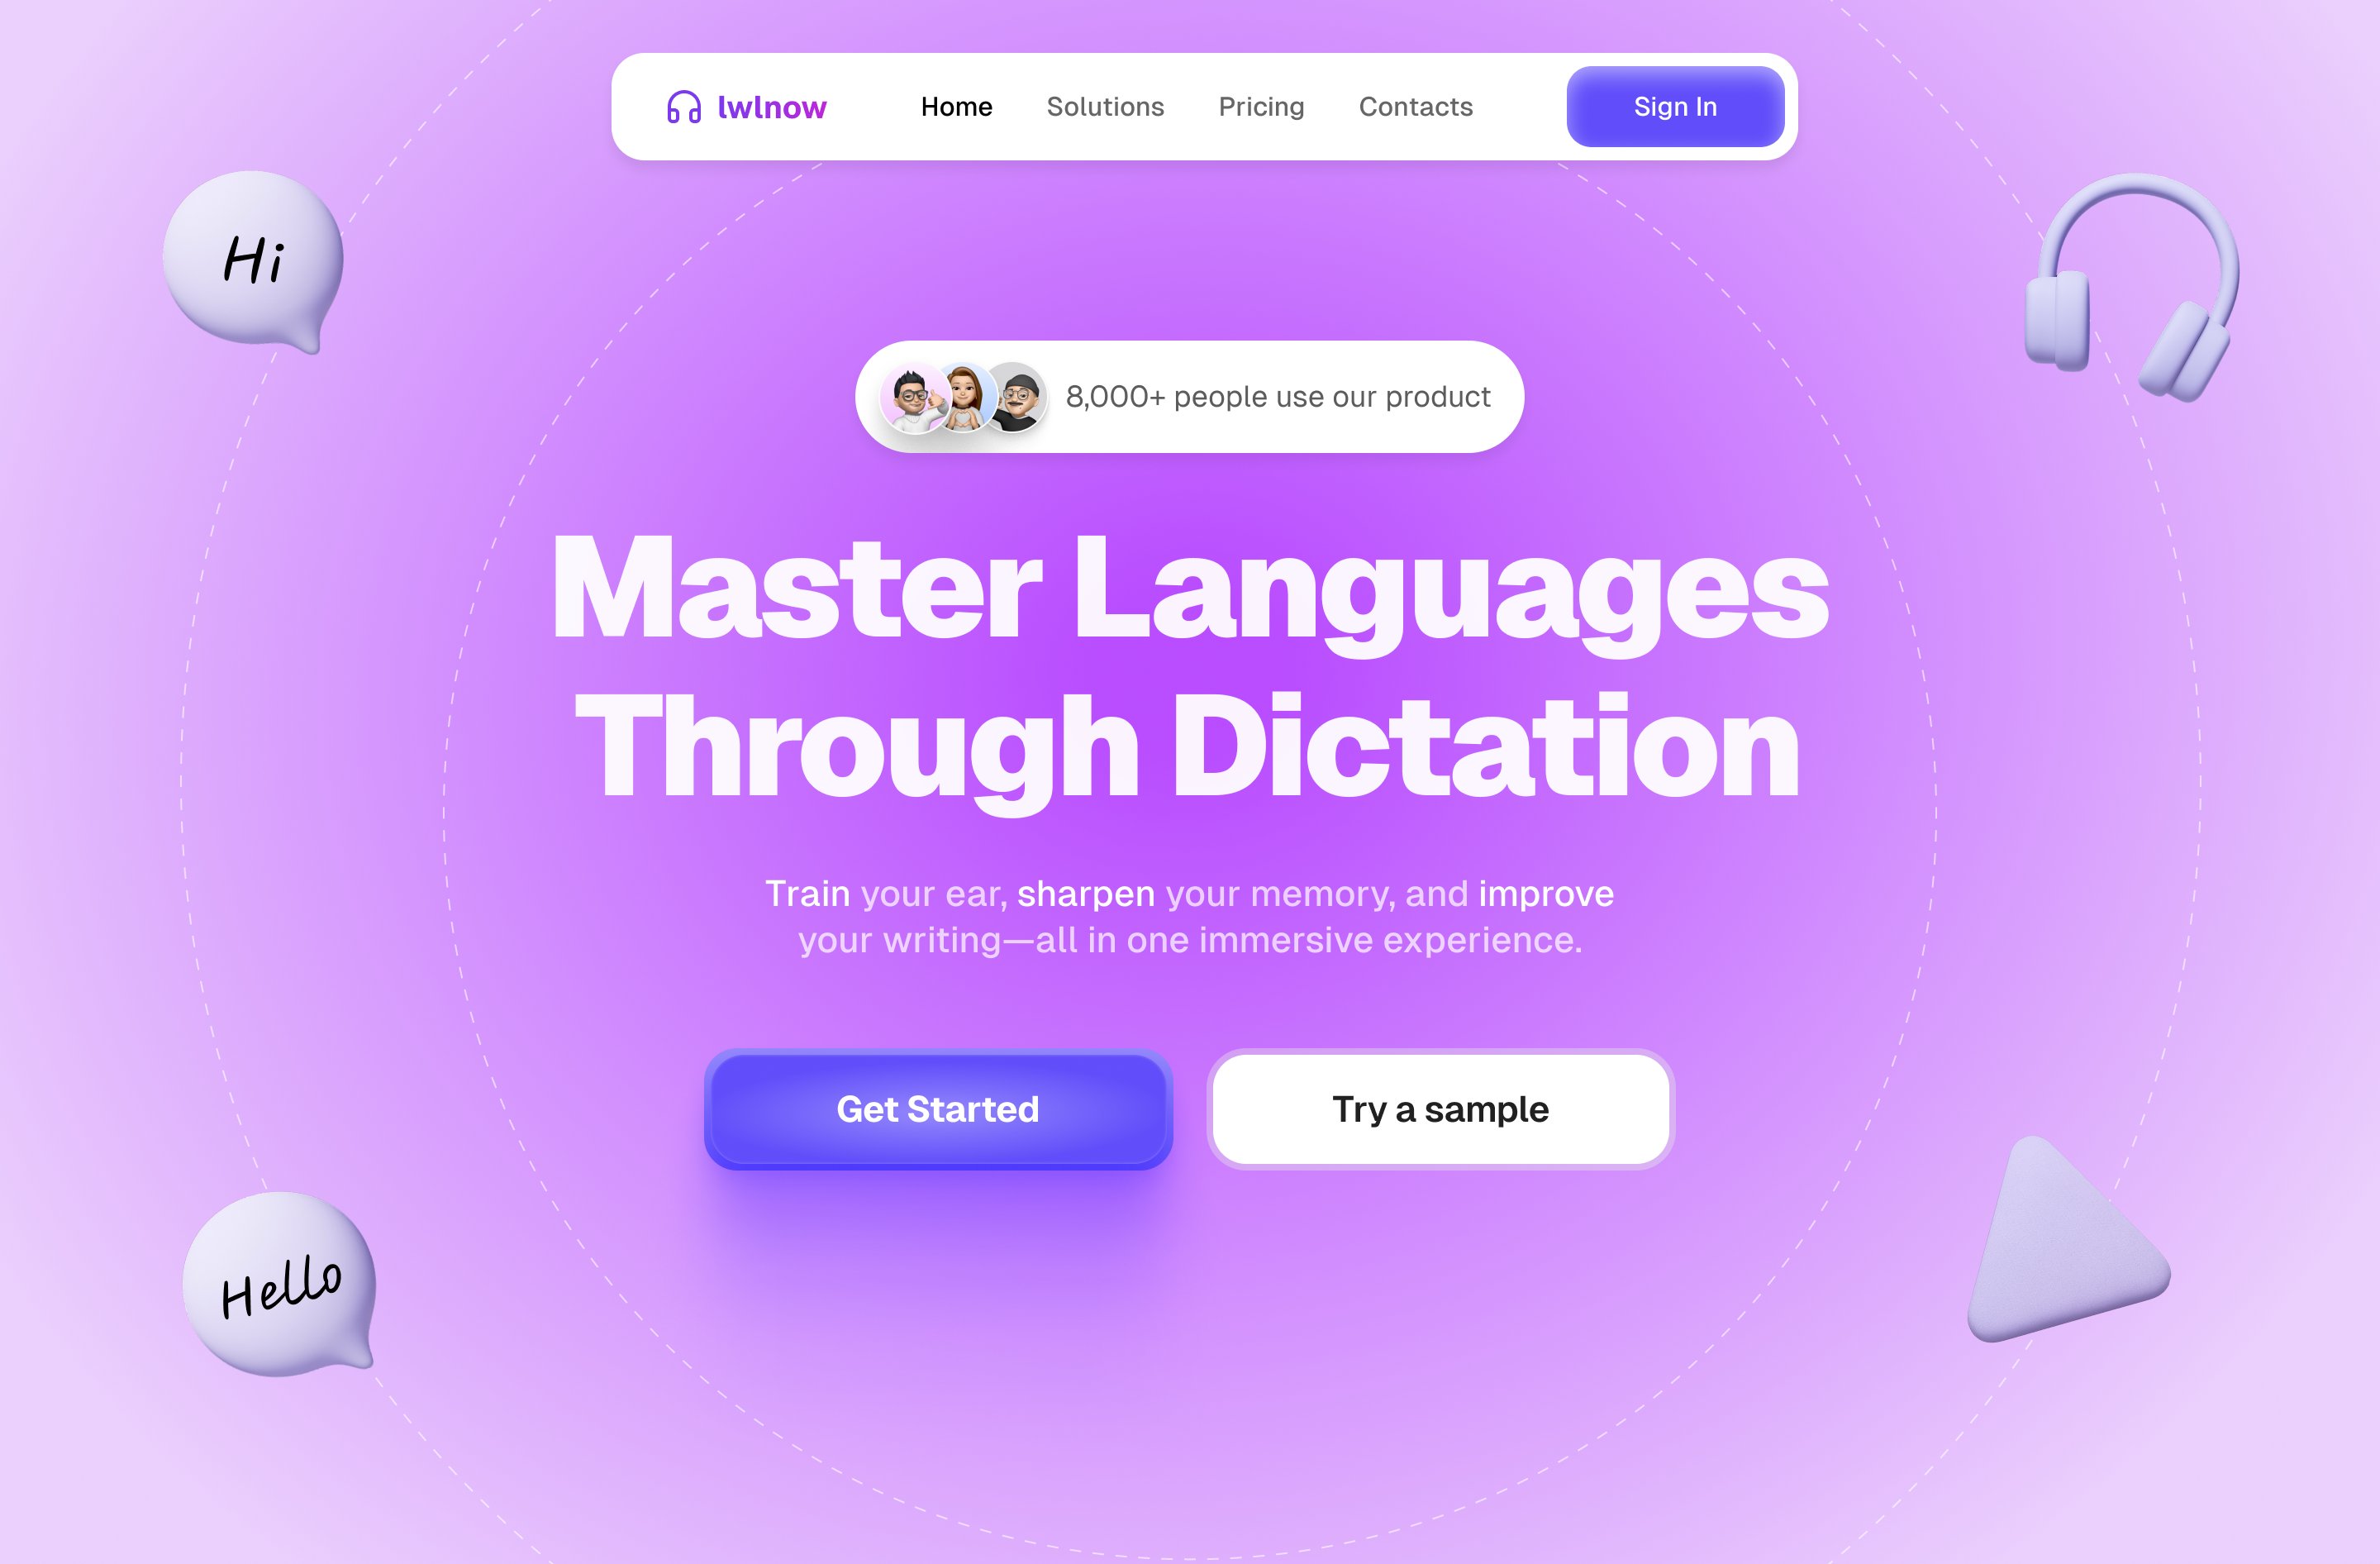 lwlnow
Home
Solutions
Pricing
Contacts
Sign In
Hi
8,000+ people use our product
Master Languages
Through Dictation
Train your ear, sharpen your memory, and improve
your writing—all in one immersive experience.
Get Started
Try a sample
Hello